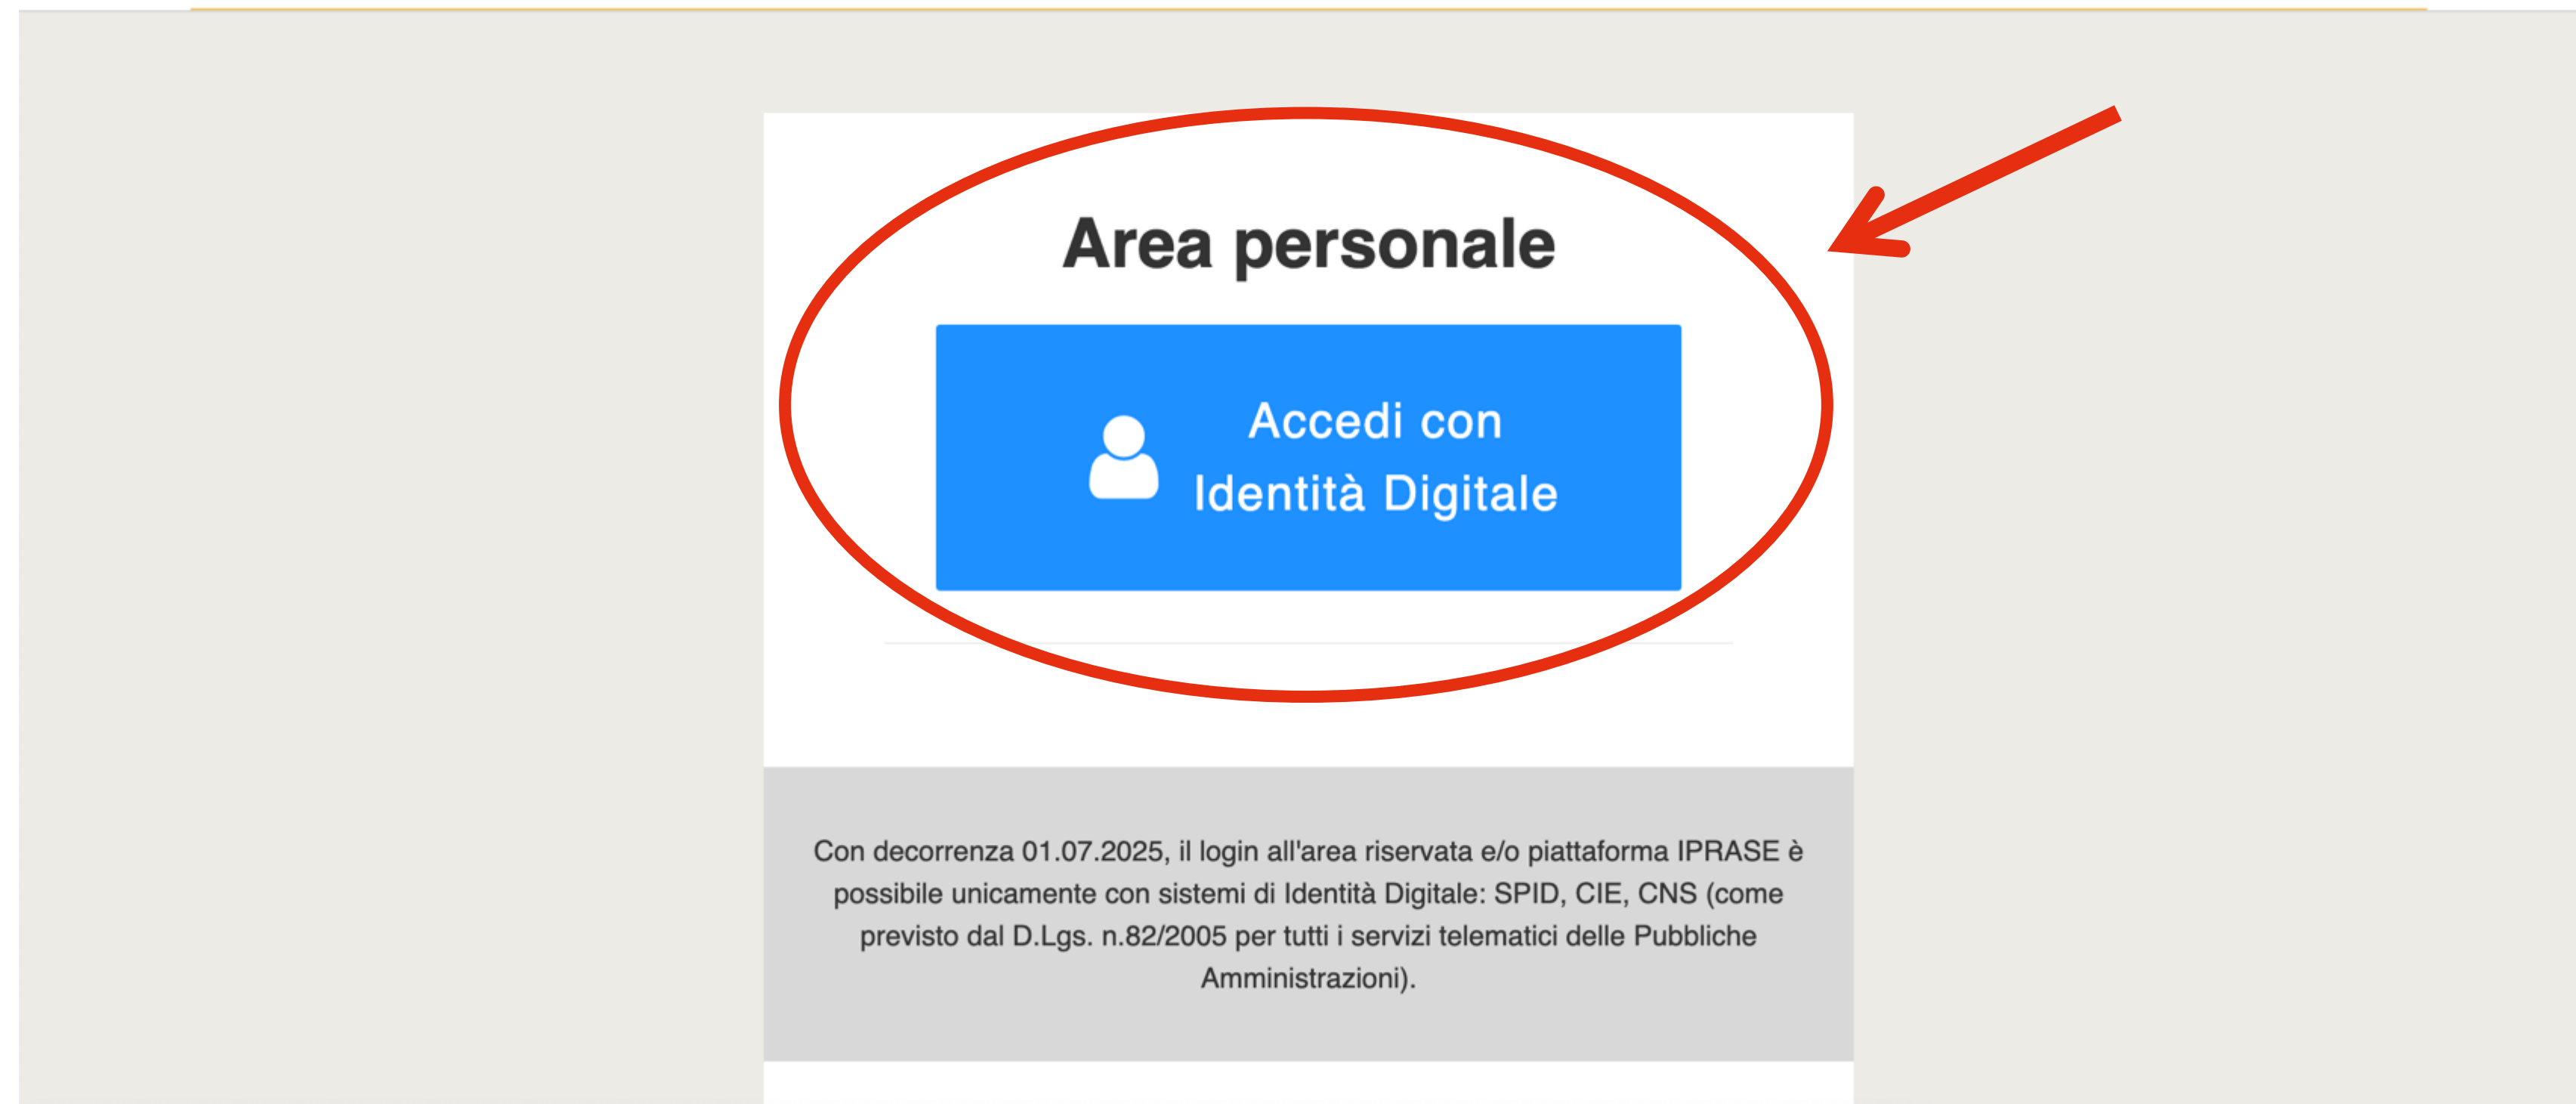 Area personale
Accedi con
Identità Digitale
Con decorrenza 01.07.2025, il login all'area riservata e/o piattaforma IPRASE è
possibile unicamente con sistemi di Identità Digitale: SPID, CIE, CNS (come
previsto dal D.Lgs. n.82/2005 per tutti i servizi telematici delle Pubbliche
Amministrazioni).